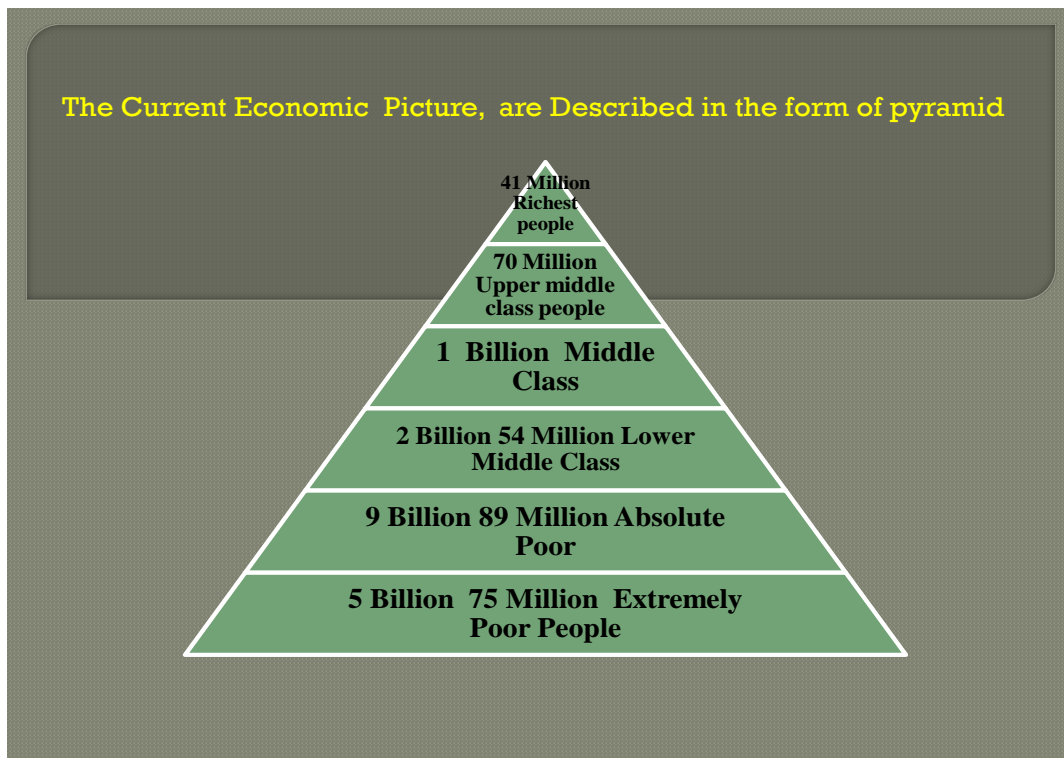 The Current Economic Picture, are Described in the form of pyramid
41 Million
Richest
people
70 Million
Upper middle
class people
1 Billion Middle
Class
2 Billion 54 Million Lower
Middle Class
9 Billion 89 Million Absolute
Poor
5 Billion 75 Million Extremely
Poor People